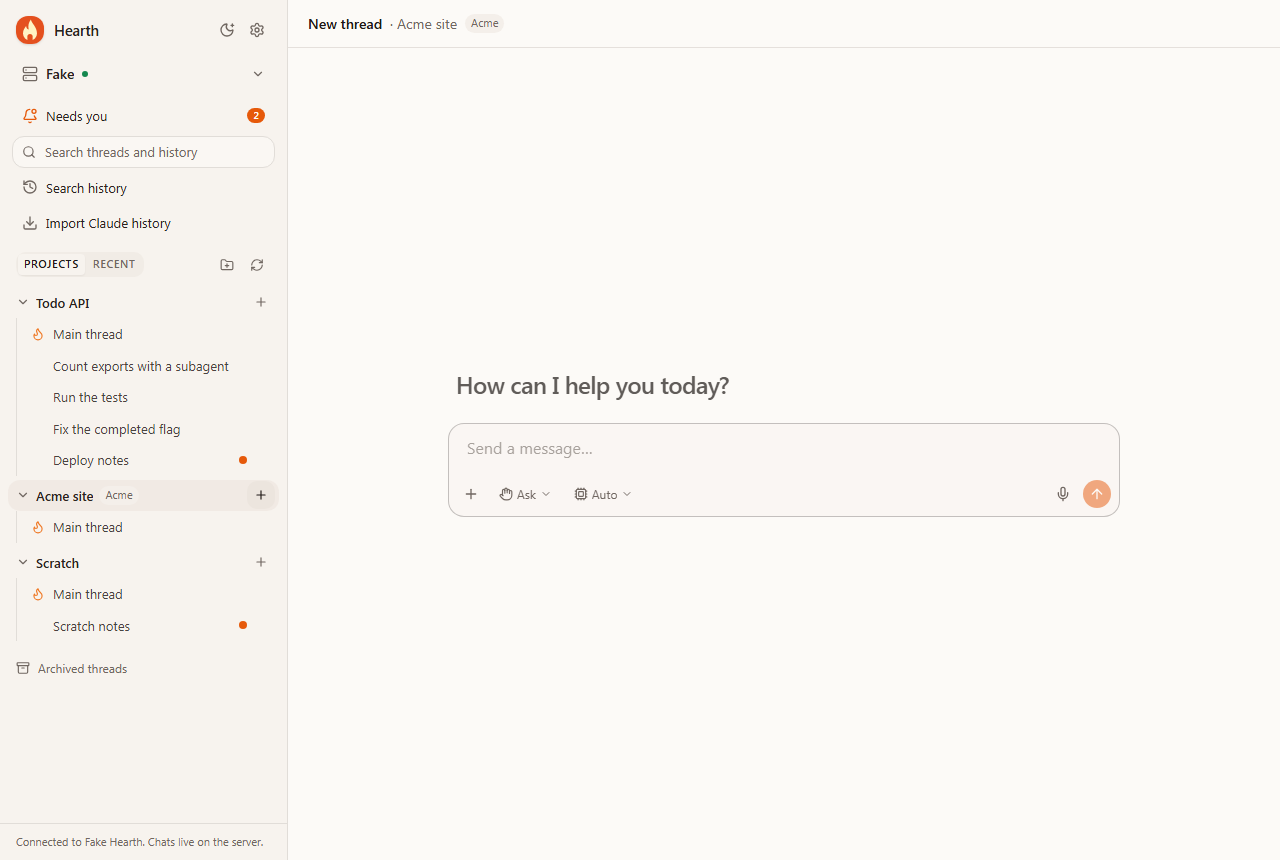 Hearth
Fake
Needs you
2
Search threads and history
Search history
Import Claude history
PROJECTS RECENT
Todo API
Main thread
Count exports with a subagent
Run the tests
Fix the completed flag
Deploy notes
Acme site Acme
Main thread
Scratch
Main thread
Scratch notes
Archived threads
Connected to Fake Hearth. Chats live on the server.
New thread · Acme site Acme
How can I help you today?
Send a message...
Ask Auto